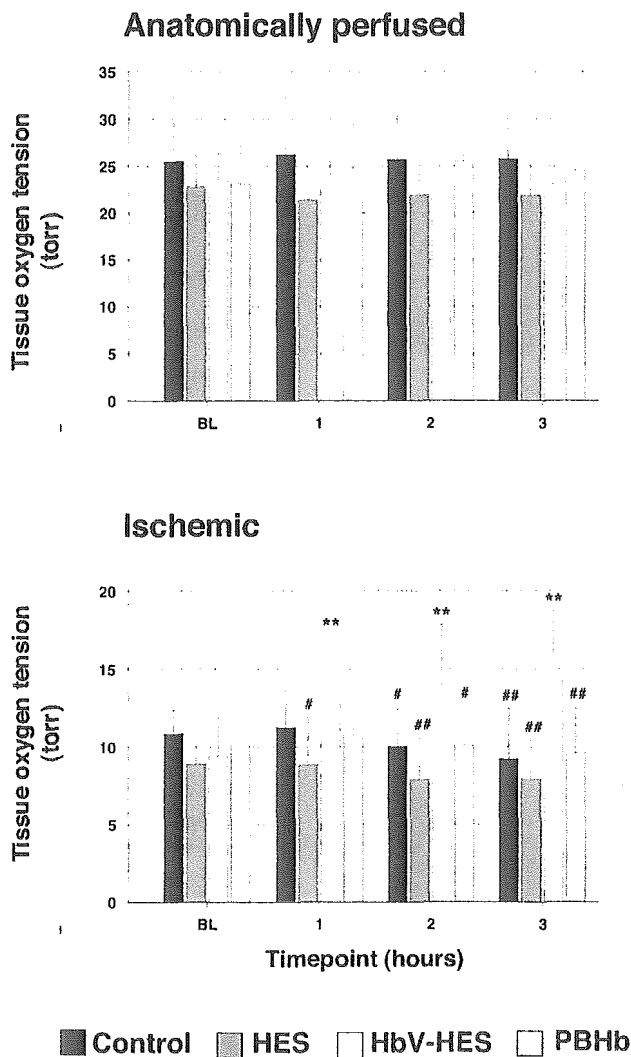 Anatomically perfused
Tissue oxygen tension
(torr)
35
30
25
20
15
10
5
0
BL 1 2 3
Ischemic
Tissue oxygen tension
(torr)
20
15
10
5
0
** ** **
# # ## # ## ## ##
BL 1 2 3
Timepoint (hours)
Control HES HbV-HES PBHb